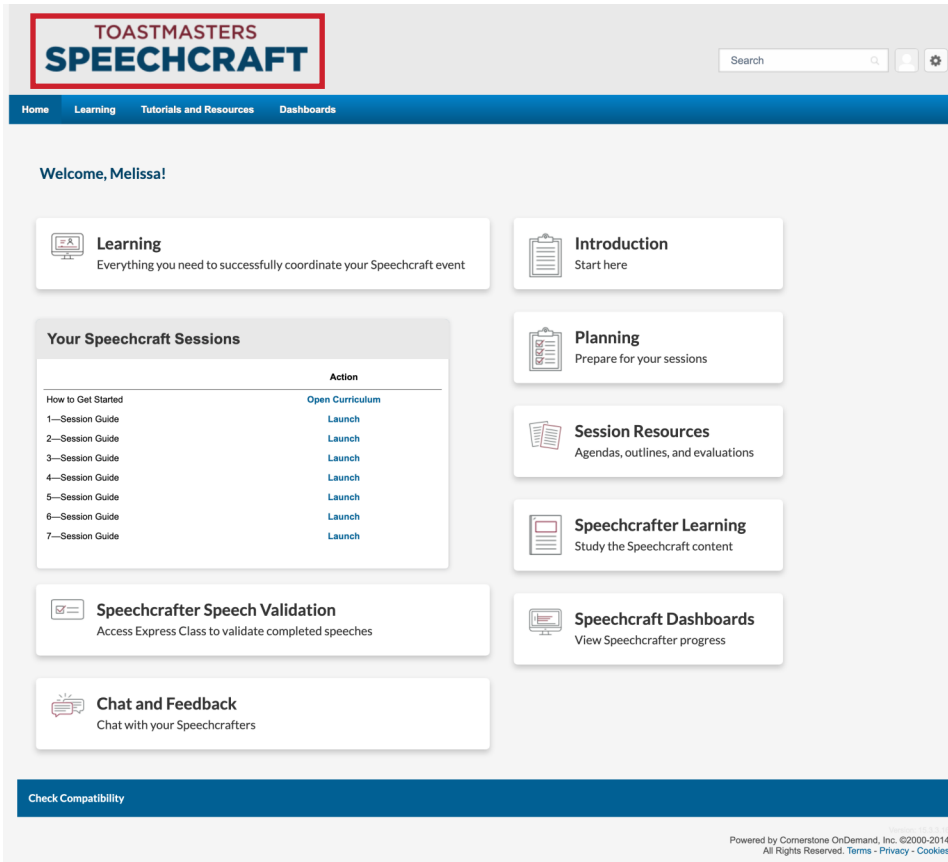 TOASTMASTERS
SPEECHCRAFT
Search
Home Learning Tutorials and Resources Dashboards
Welcome, Melissa!
Learning
Everything you need to successfully coordinate your Speechcraft event
Introduction
Start here
Your Speechcraft Sessions
Action
How to Get Started Open Curriculum
1—Session Guide Launch
2—Session Guide Launch
3—Session Guide Launch
4—Session Guide Launch
5—Session Guide Launch
6—Session Guide Launch
7—Session Guide Launch
Planning
Prepare for your sessions
Session Resources
Agendas, outlines, and evaluations
Speechcrafter Learning
Study the Speechcraft content
Speechcrafter Speech Validation
Access Express Class to validate completed speeches
Speechcraft Dashboards
View Speechcrafter progress
Chat and Feedback
Chat with your Speechcrafters
Check Compatibility
Powered by Cornerstone OnDemand, Inc. ©2000-2014
All Rights Reserved. Terms - Privacy - Cookies